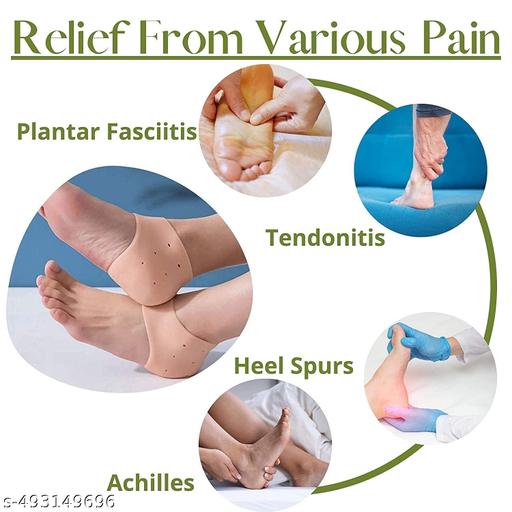 Relief From Various Pain
Plantar Fasciitis
Tendonitis
Heel Spurs
Achilles
s-493149696